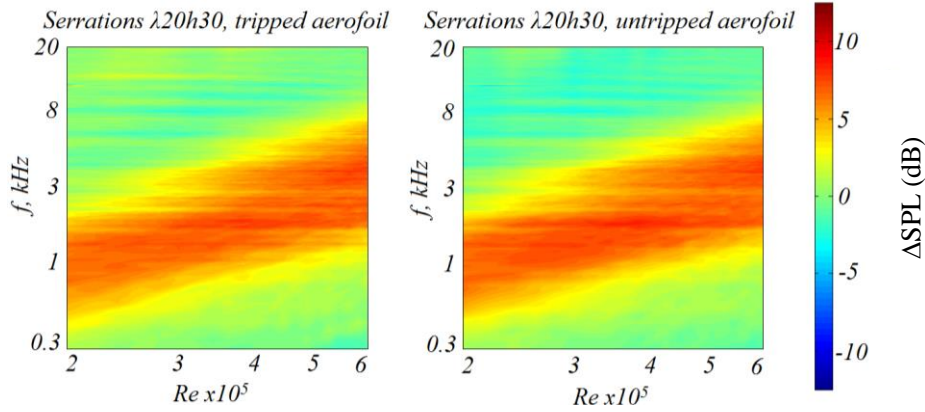 Serrations λ20h30, tripped aerofoil
20
8
3
1
0.3
f, kHz
2 3 4 5 6
Re x10⁵
Serrations λ20h30, untripped aerofoil
20
8
3
1
0.3
f, kHz
2 3 4 5 6
Re x10⁵
10
5
0
-5
-10
ΔSPL (dB)